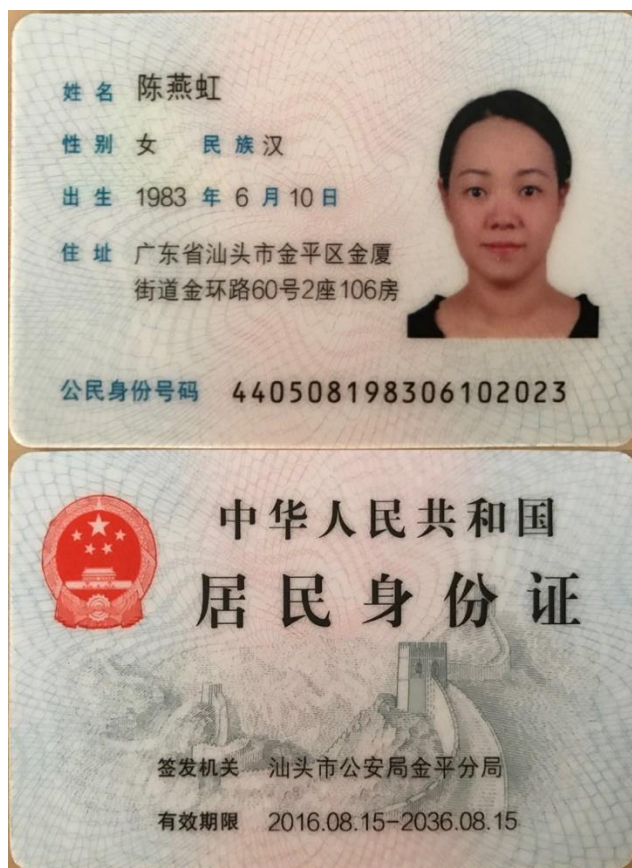 姓名 陈燕虹
性别 女 民族 汉
出生 1983 年 6 月 10 日
住址 广东省汕头市金平区金厦
街道金环路60号2座106房
公民身份号码 440508198306102023
中华人民共和国
居民身份证
签发机关 汕头市公安局金平分局
有效期限 2016.08.15-2036.08.15